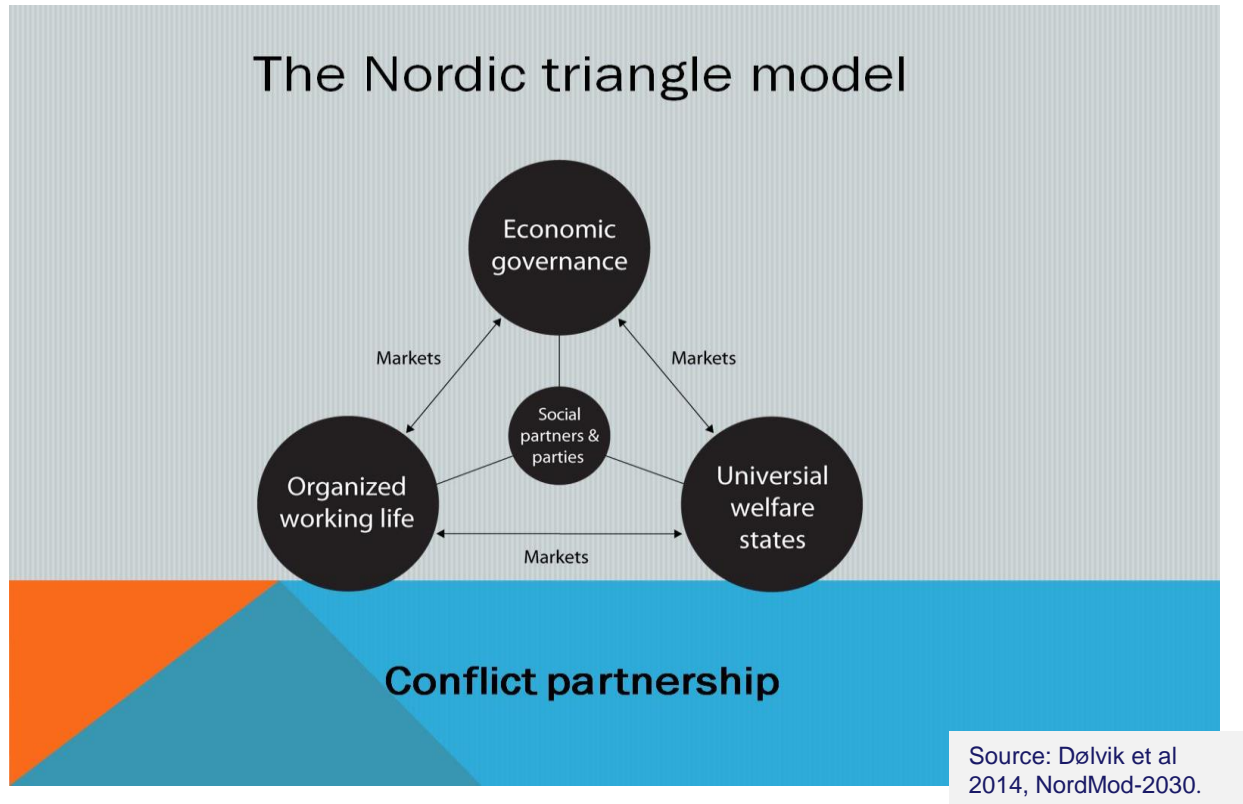 The Nordic triangle model
Economic
governance
Markets
Markets
Social
partners &
parties
Organized
working life
Universial
welfare
states
Markets
Conflict partnership
Source: Dølvik et al
2014, NordMod-2030.